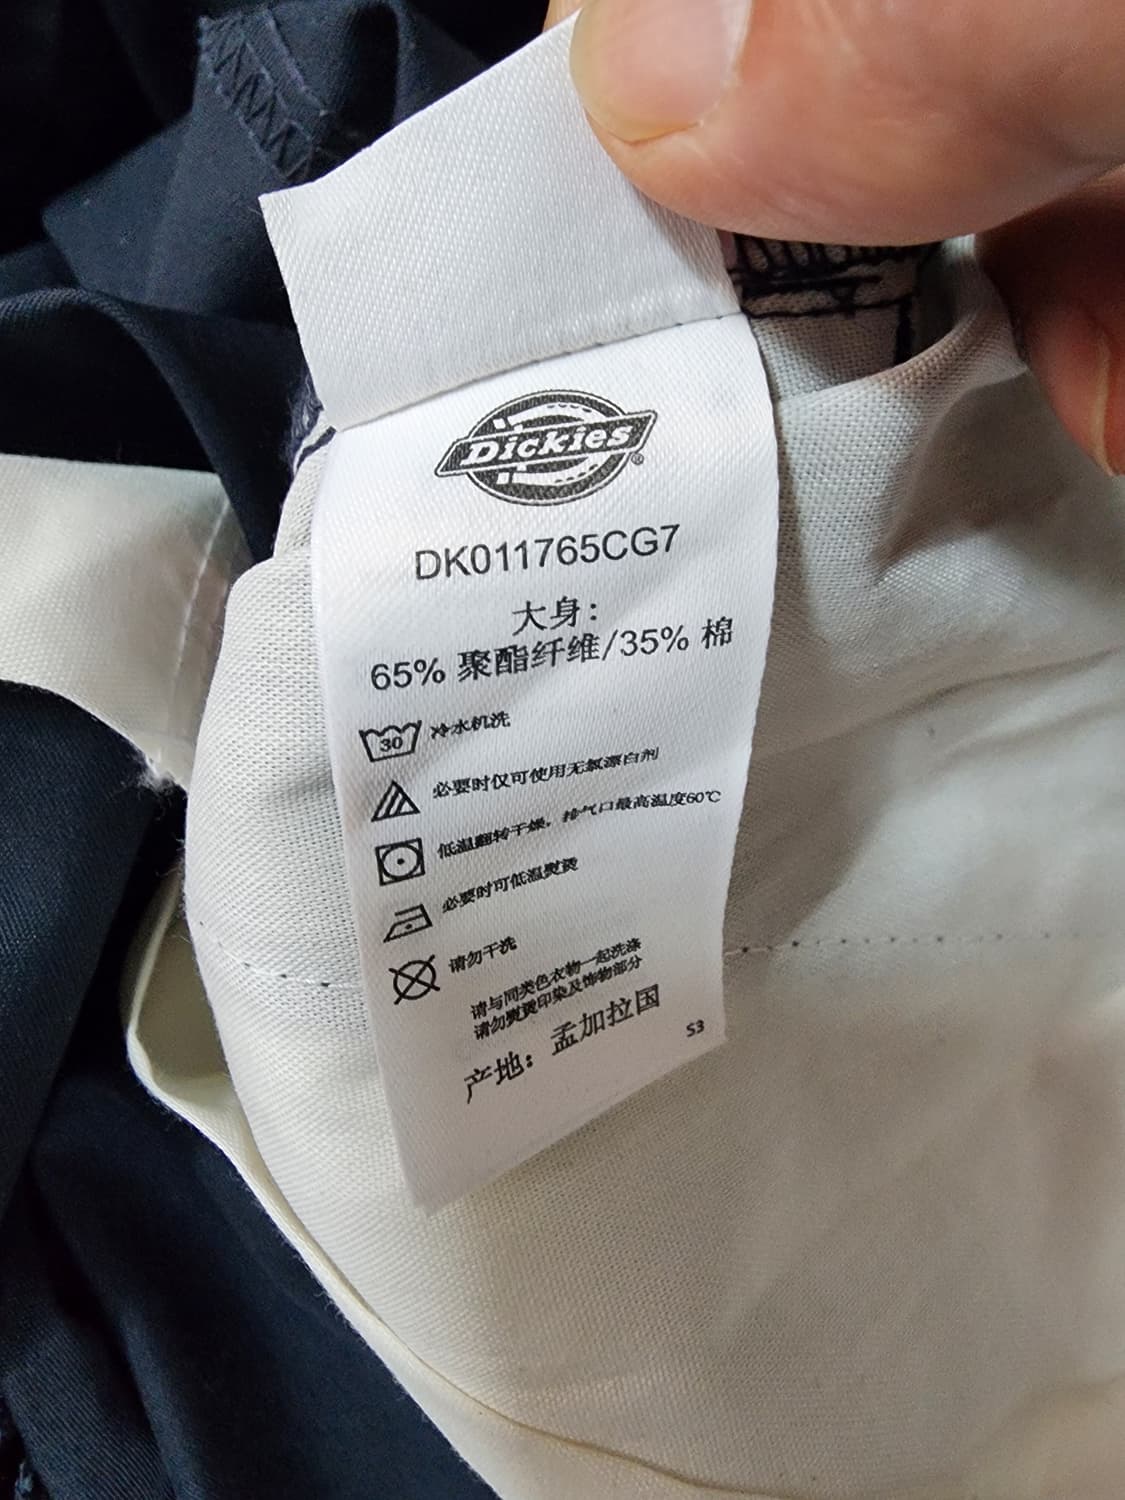 Dickies®
DK011765CG7
大身：
65% 聚酯纤维/35% 棉
30 冷水机洗
必要时仅可使用无氯漂白剂
低温翻转干燥，排气口最高温度60℃
必要时可低温熨烫
请勿干洗
请与同类色衣物一起洗涤
请勿熨烫印染及饰物部分
产地：孟加拉国
S3